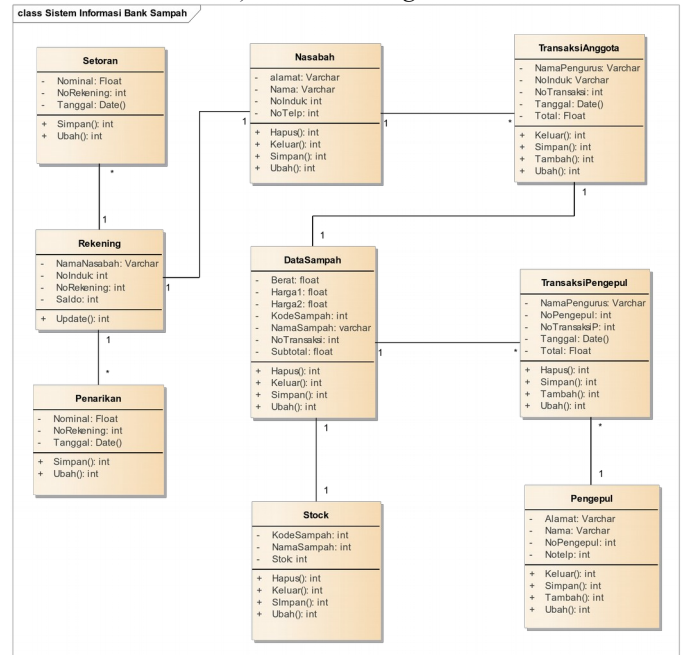 class Sistem Informasi Bank Sampah
Setoran
- Nominal: Float
- NoRekening: int
- Tanggal: Date()
+ Simpan(): int
+ Ubah(): int
*
1
Nasabah
- alamat: Varchar
- Nama: Varchar
- NoInduk: int
- NoTelp: int
+ Hapus(): int
+ Keluar(): int
+ Simpan(): int
+ Ubah(): int
1
1
*
TransaksiAnggota
- NamaPengurus: Varchar
- NoInduk: Varchar
- NoTransaksi: int
- Tanggal: Date()
- Total: Float
+ Keluar(): int
+ Simpan(): int
+ Tambah(): int
+ Ubah(): int
1
1
Rekening
- NamaNasabah: Varchar
- NoInduk: int
- NoRekening: int
- Saldo: int
+ Update(): int
1
1
*
DataSampah
- Berat: float
- Harga1: float
- Harga2: float
- KodeSampah: int
- NamaSampah: varchar
- NoTransaksi: int
- Subtotal: float
+ Hapus(): int
+ Keluar(): int
+ Simpan(): int
+ Ubah(): int
1
*
1
1
TransaksiPengepul
- NamaPengurus: Varchar
- NoPengepul: int
- NoTransaksiP: int
- Tanggal: Date()
- Total: Float
+ Hapus(): int
+ Simpan(): int
+ Tambah(): int
+ Ubah(): int
*
1
Penarikan
- Nominal: Float
- NoRekening: int
- Tanggal: Date()
+ Simpan(): int
+ Ubah(): int
Stock
- KodeSampah: int
- NamaSampah: int
- Stok: int
+ Hapus(): int
+ Keluar(): int
+ SImpan(): int
+ Ubah(): int
Pengepul
- Alamat: Varchar
- Nama: Varchar
- NoPengepul: int
- Notelp: int
+ Keluar(): int
+ Simpan(): int
+ Tambah(): int
+ Ubah(): int